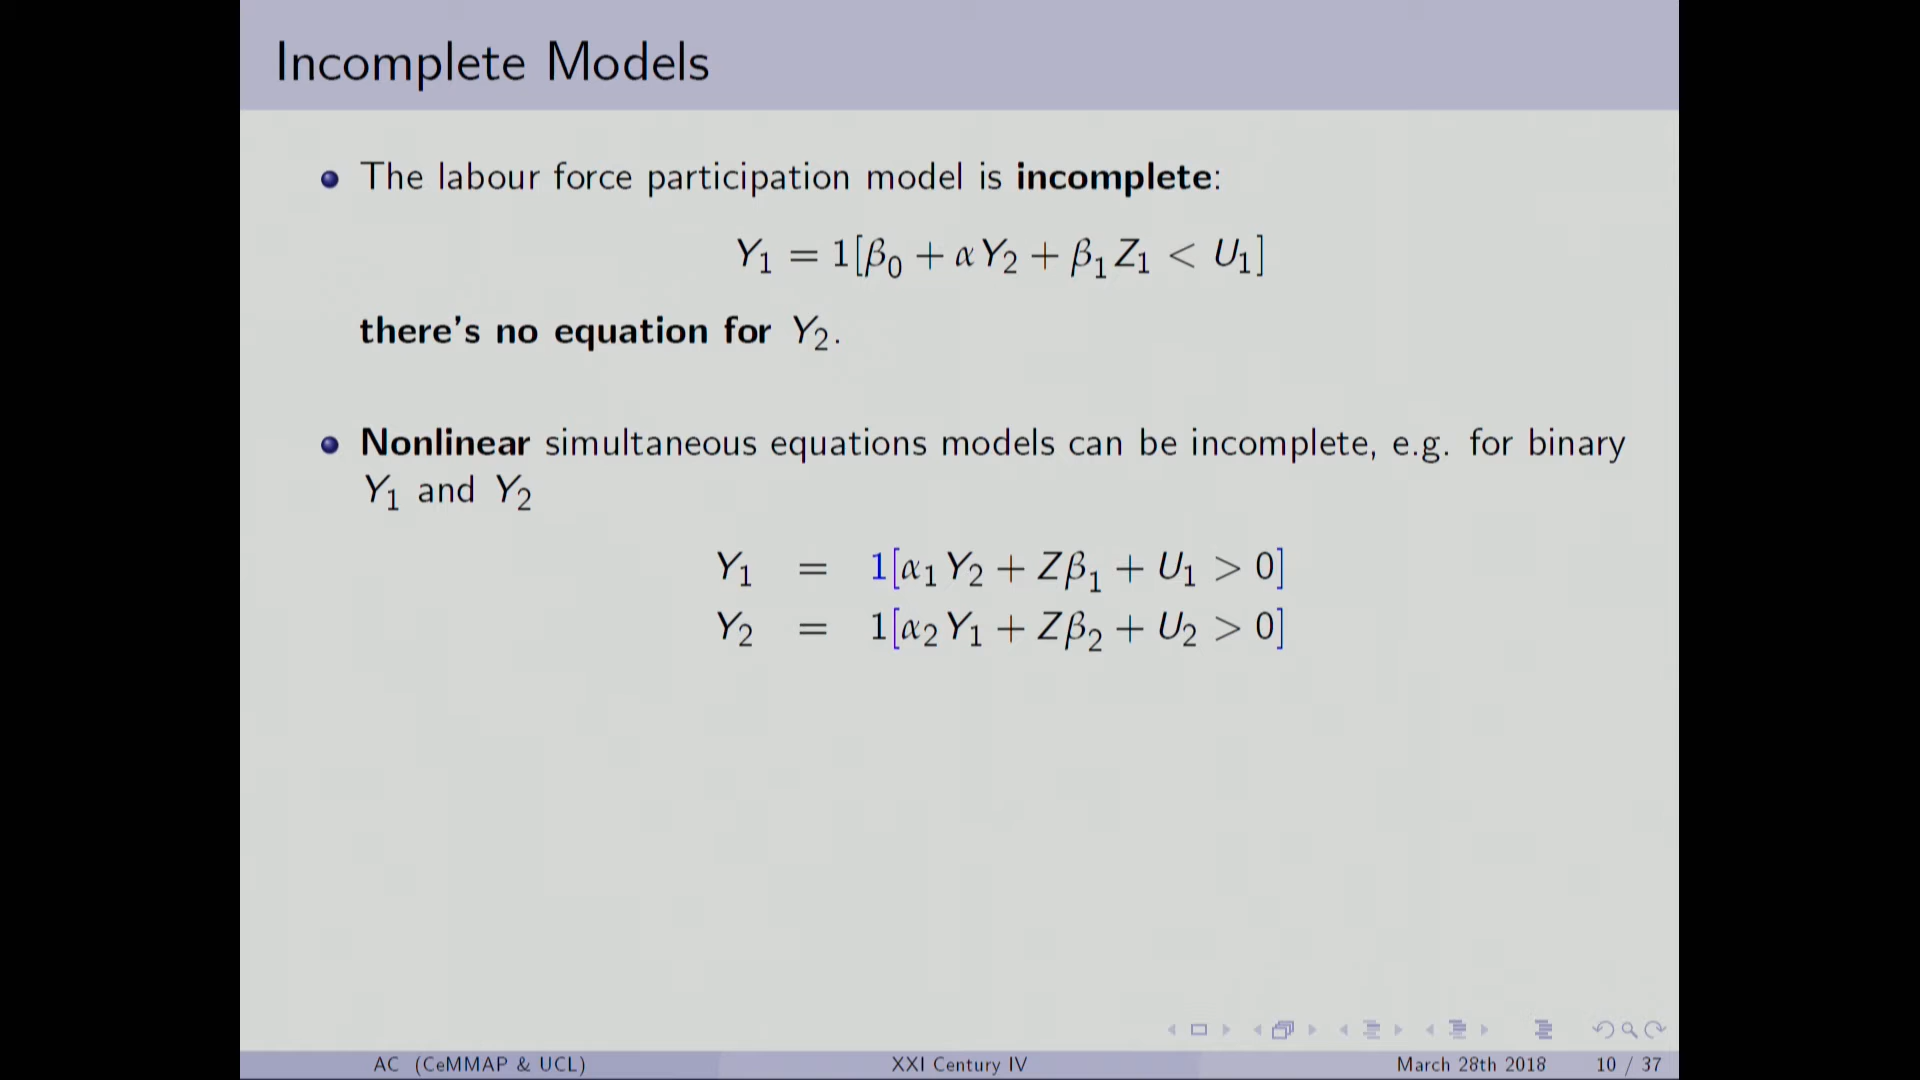 Incomplete Models
The labour force participation model is incomplete:
Y₁ = 1[β₀ + αY₂ + β₁Z₁ < U₁]
there's no equation for Y₂.
Nonlinear simultaneous equations models can be incomplete, e.g. for binary
Y₁ and Y₂
Y₁ = 1[α₁Y₂ + Zβ₁ + U₁ > 0]
Y₂ = 1[α₂Y₁ + Zβ₂ + U₂ > 0]
AC (CeMMAP & UCL) XXI Century IV March 28th 2018 10 / 37